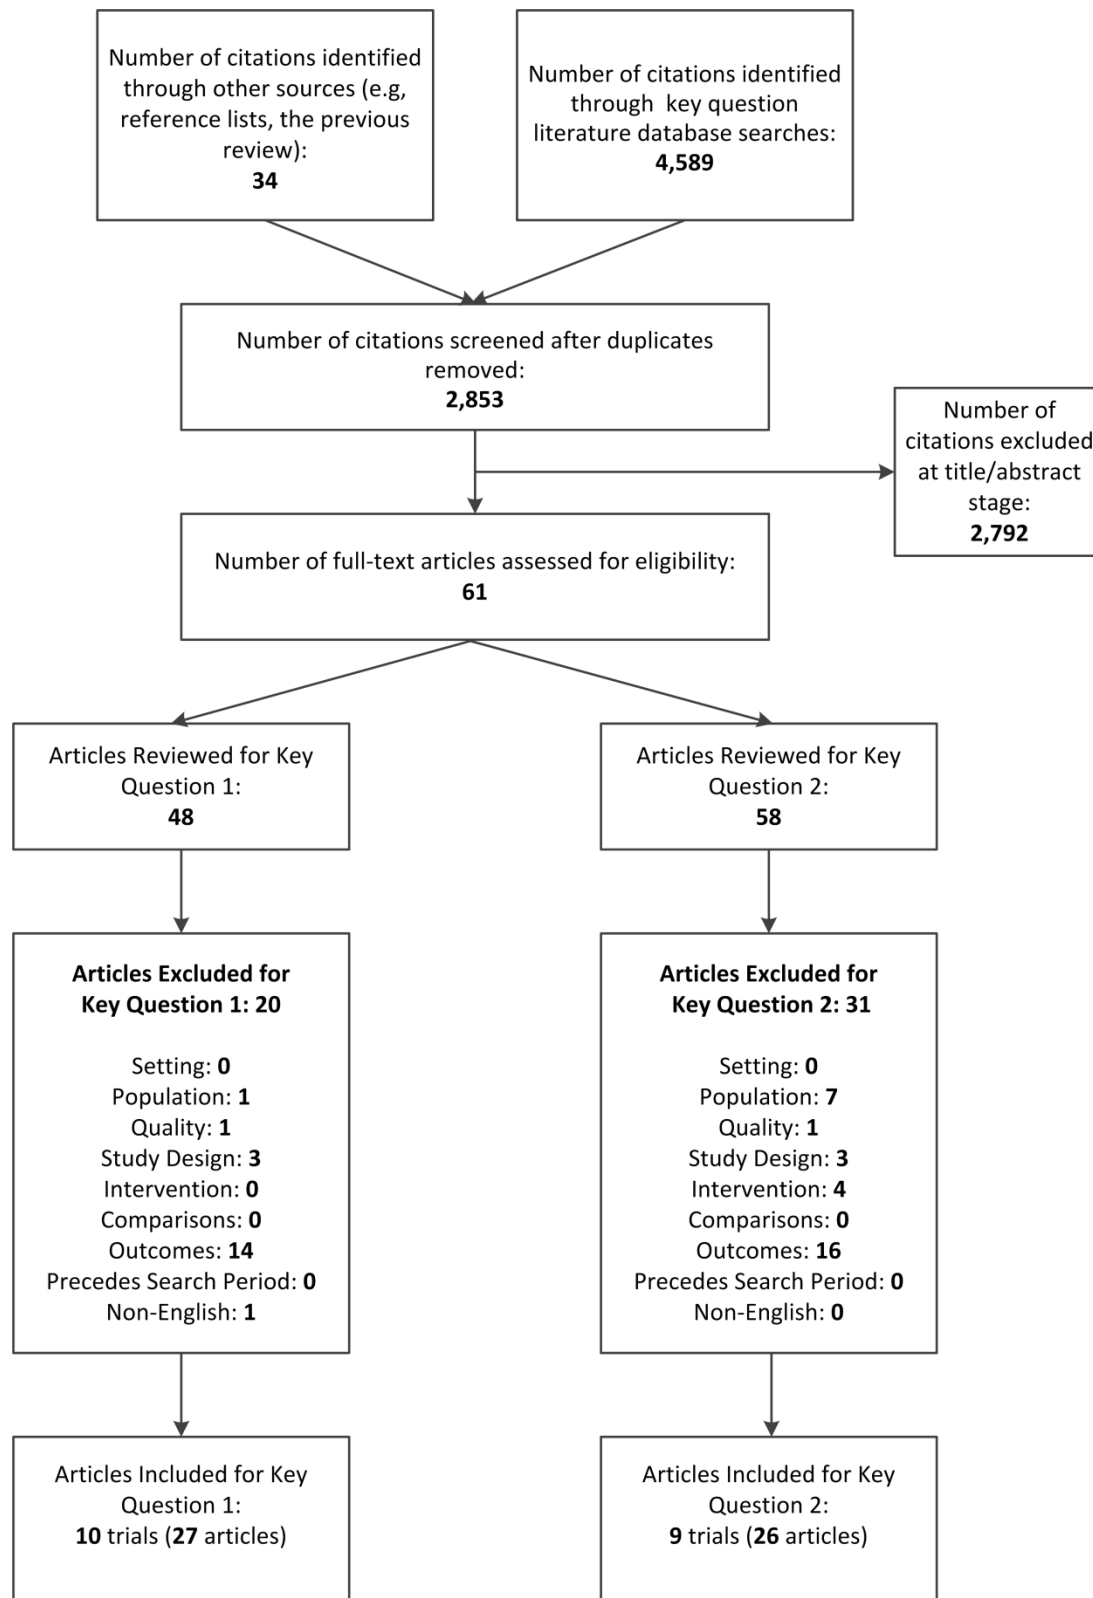 Number of citations identified
through other sources (e.g,
reference lists, the previous
review):
34
Number of citations identified
through key question
literature database searches:
4,589
Number of citations screened after duplicates
removed:
2,853
Number of
citations excluded
at title/abstract
stage:
2,792
Number of full-text articles assessed for eligibility:
61
Articles Reviewed for Key
Question 1:
48
Articles Reviewed for Key
Question 2:
58
Articles Excluded for
Key Question 1: 20
Setting: 0
Population: 1
Quality: 1
Study Design: 3
Intervention: 0
Comparisons: 0
Outcomes: 14
Precedes Search Period: 0
Non-English: 1
Articles Excluded for
Key Question 2: 31
Setting: 0
Population: 7
Quality: 1
Study Design: 3
Intervention: 4
Comparisons: 0
Outcomes: 16
Precedes Search Period: 0
Non-English: 0
Articles Included for Key
Question 1:
10 trials (27 articles)
Articles Included for Key
Question 2:
9 trials (26 articles)